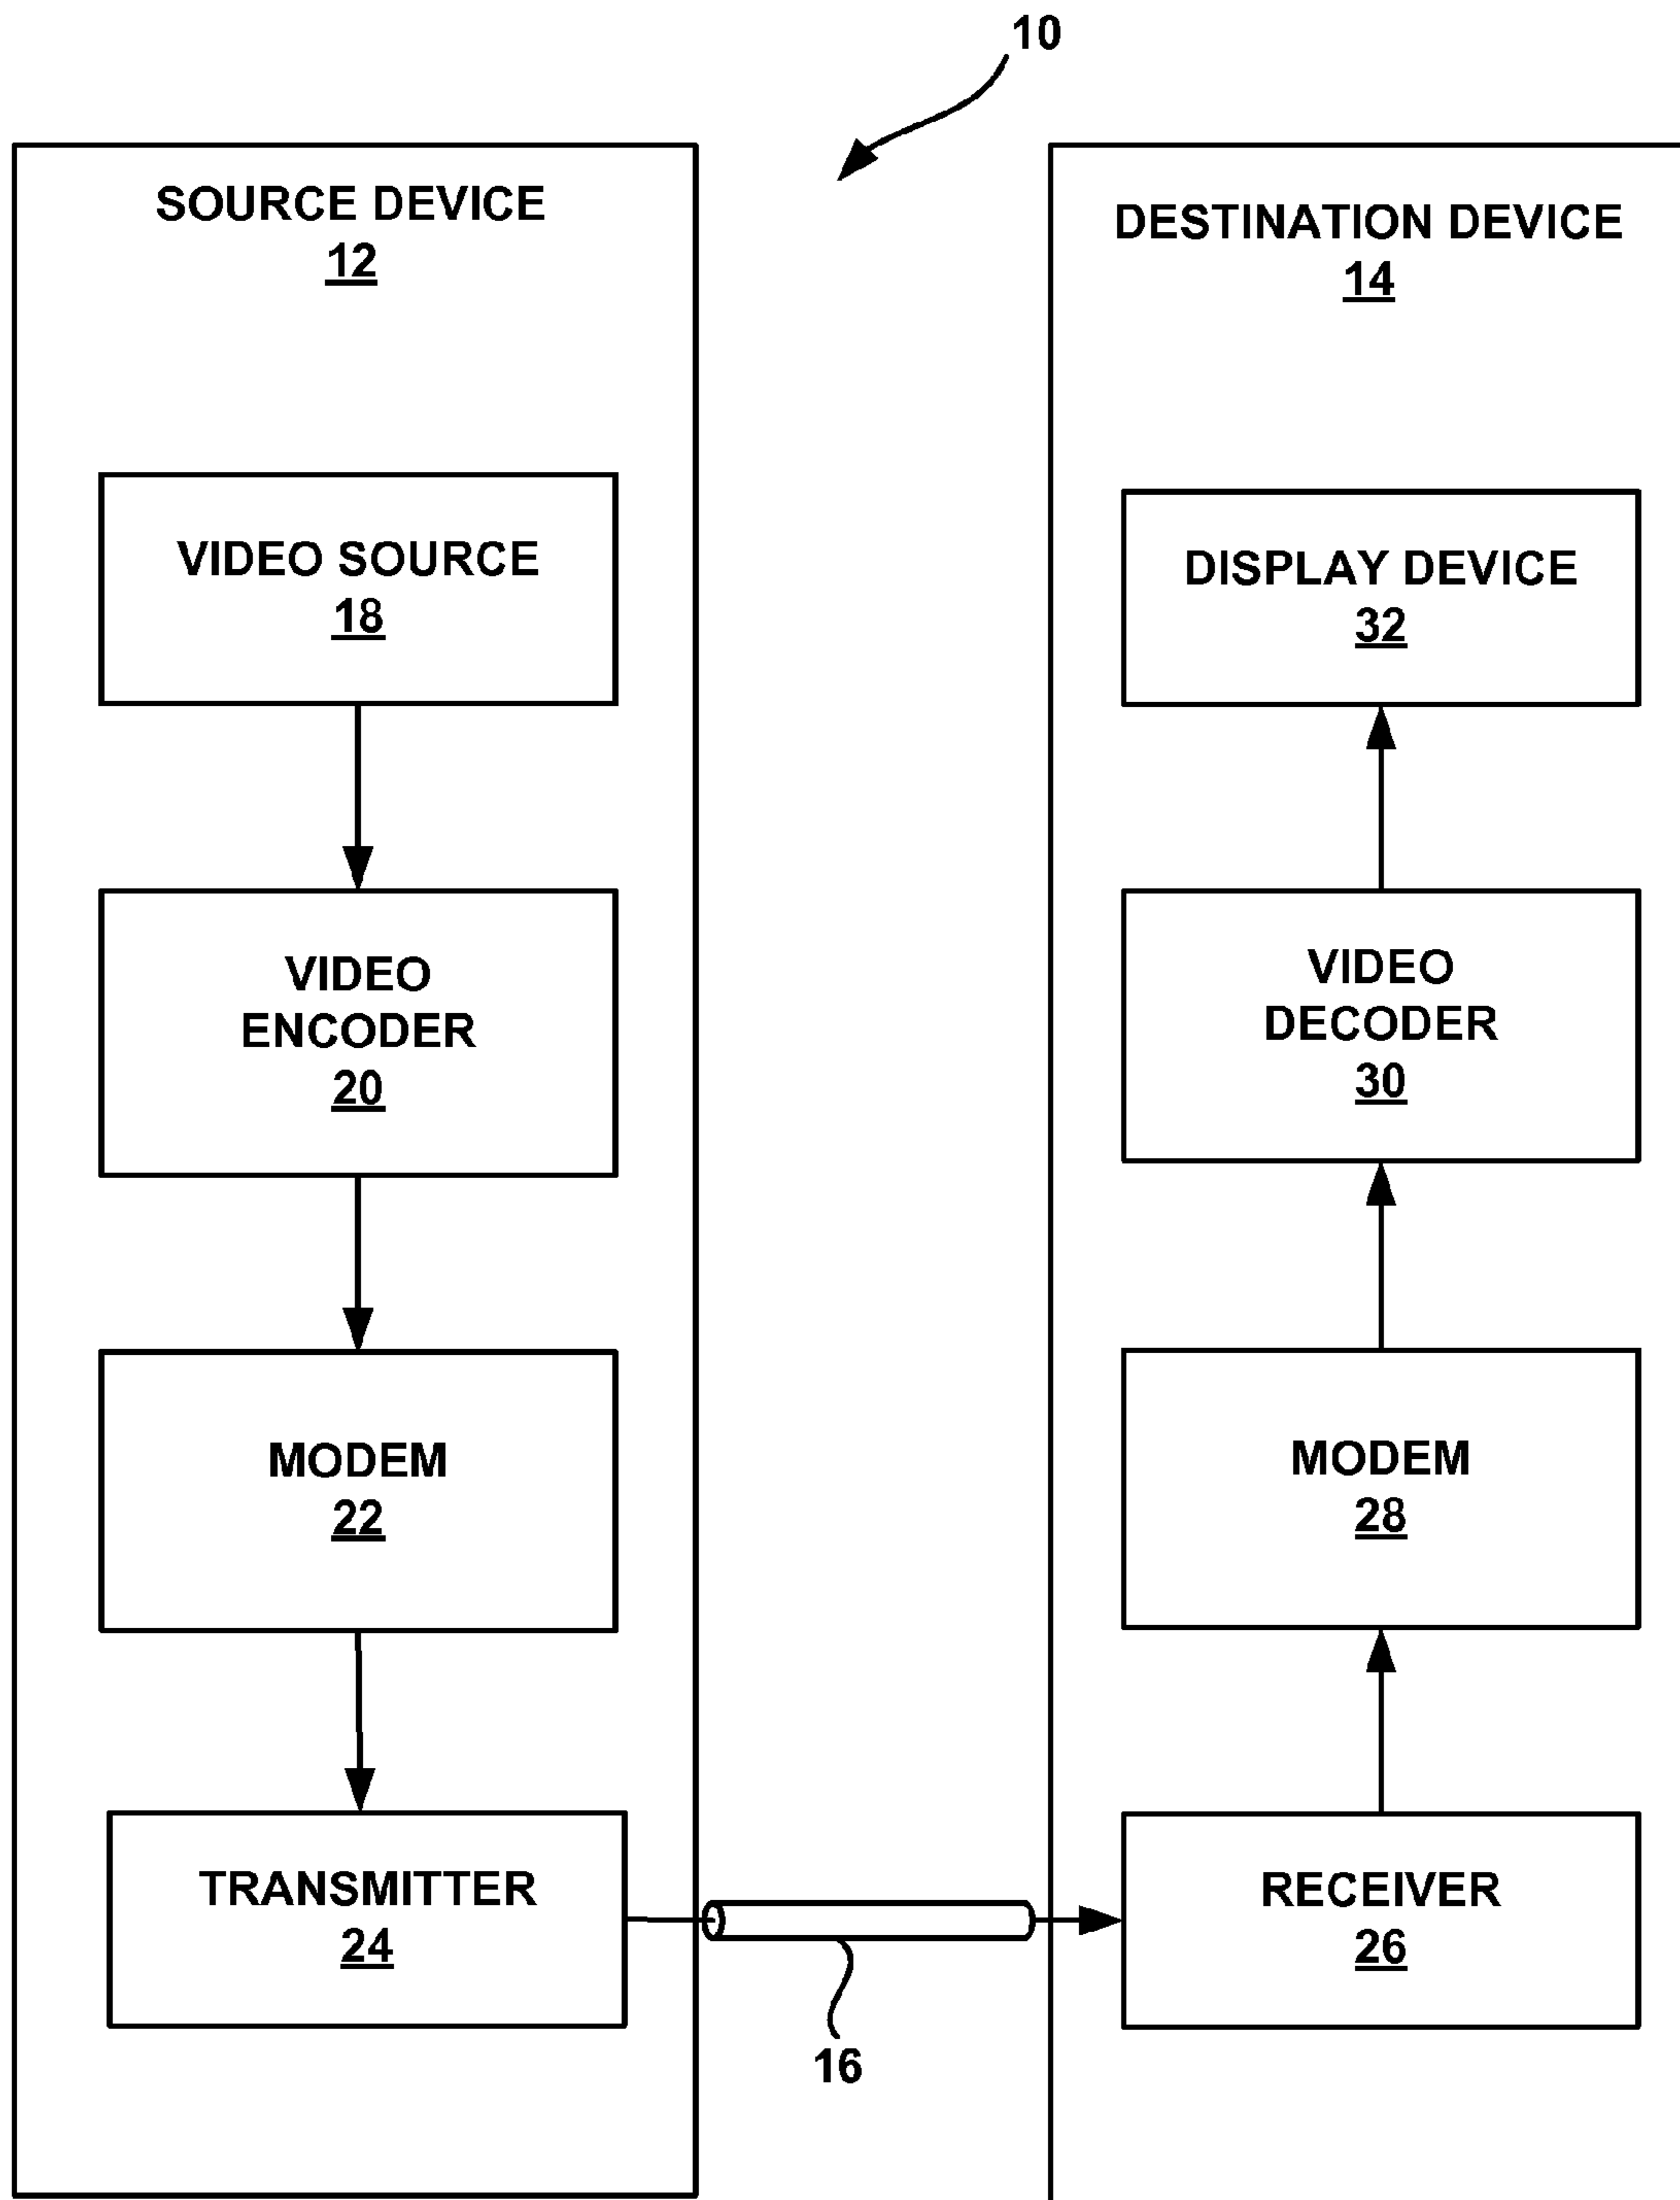 10
SOURCE DEVICE
12
VIDEO SOURCE
18
VIDEO
ENCODER
20
MODEM
22
TRANSMITTER
24
16
DESTINATION DEVICE
14
DISPLAY DEVICE
32
VIDEO
DECODER
30
MODEM
28
RECEIVER
26